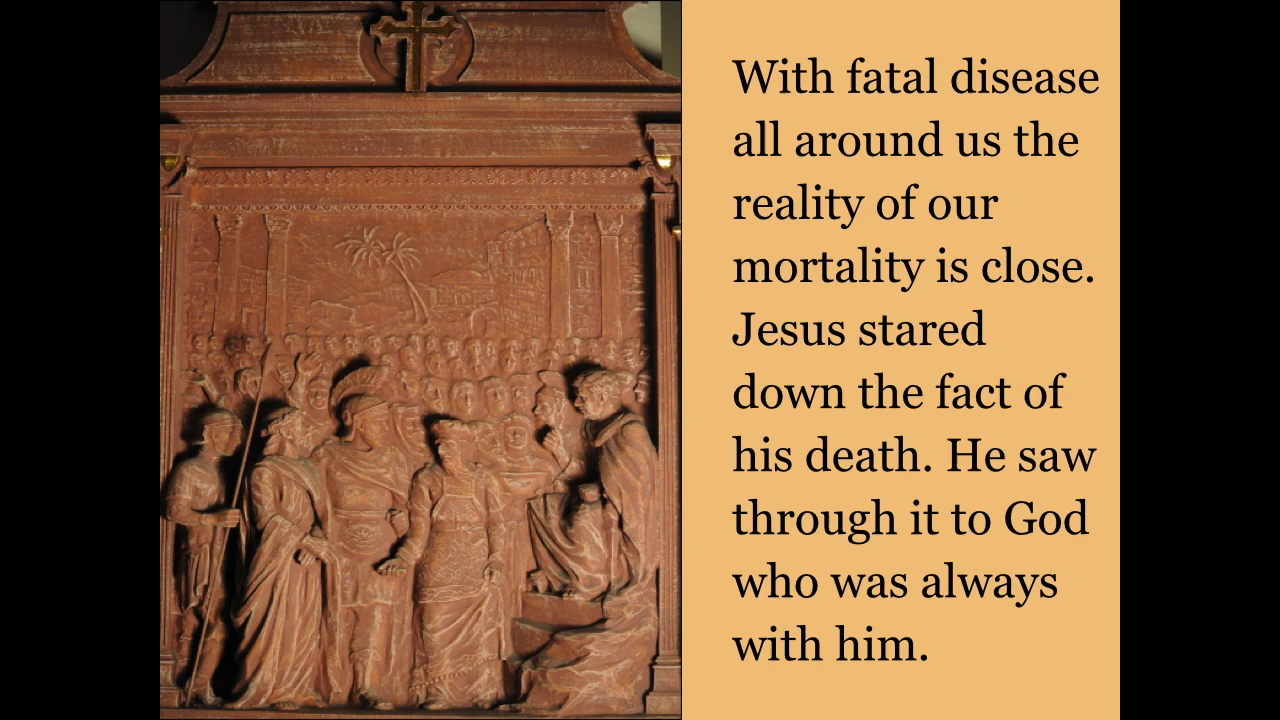 With fatal disease
all around us the
reality of our
mortality is close.
Jesus stared
down the fact of
his death. He saw
through it to God
who was always
with him.